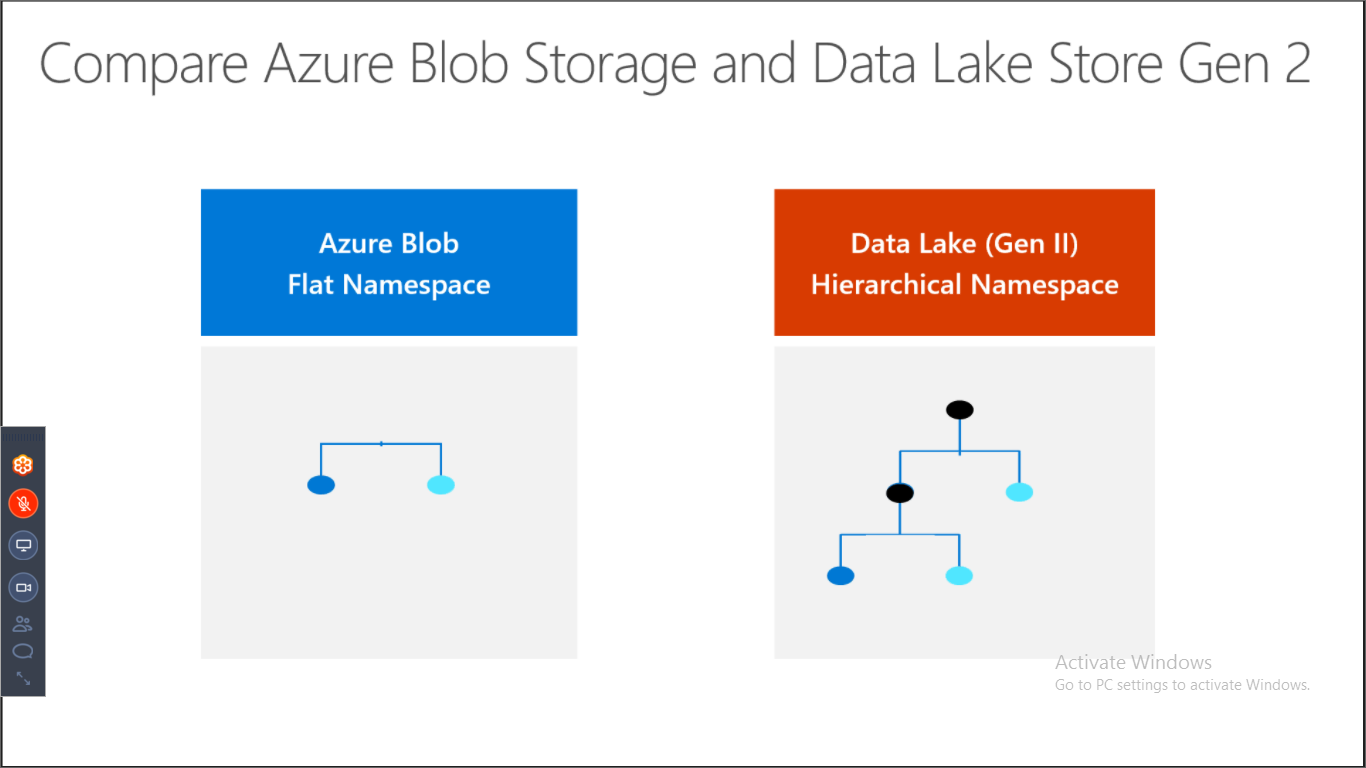 Compare Azure Blob Storage and Data Lake Store Gen 2
Azure Blob
Flat Namespace
Data Lake (Gen II)
Hierarchical Namespace
Activate Windows
Go to PC settings to activate Windows.